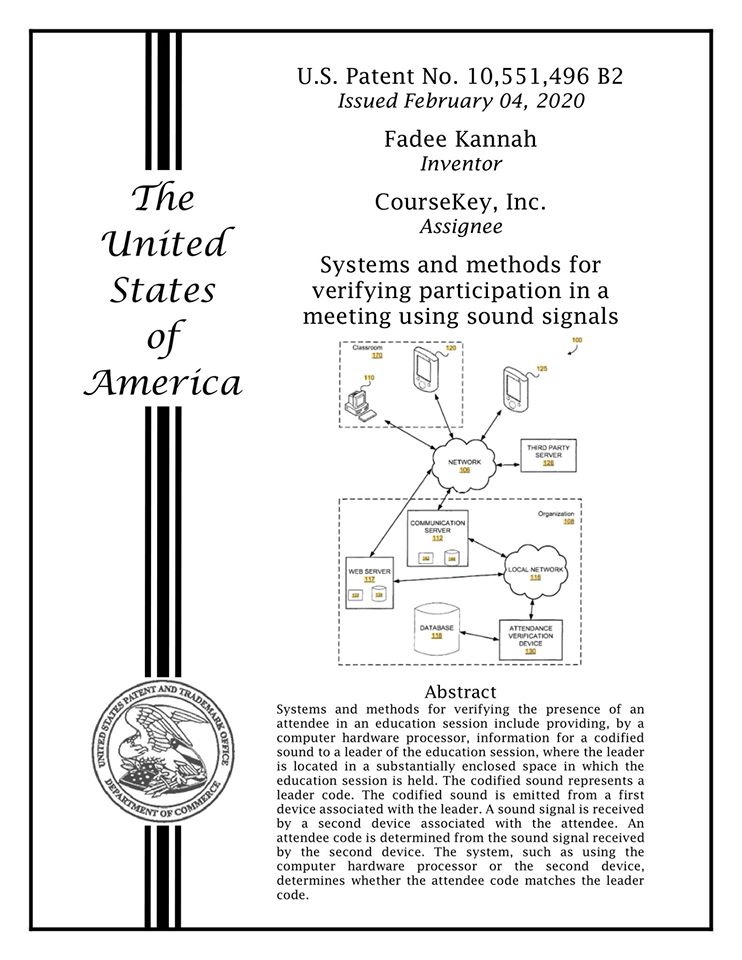 The
United
States
of
America
UNITED STATES PATENT AND TRADEMARK OFFICE
DEPARTMENT OF COMMERCE
U.S. Patent No. 10,551,496 B2
Issued February 04, 2020
Fadee Kannah
Inventor
CourseKey, Inc.
Assignee
Systems and methods for
verifying participation in a
meeting using sound signals
100
Classroom
170
120
110
125
NETWORK
106
THIRD PARTY
SERVER
126
Organization
108
COMMUNICATION
SERVER
112
WEB SERVER
117
LOCAL NETWORK
116
DATABASE
118
ATTENDANCE
VERIFICATION
DEVICE
130
Abstract
Systems and methods for verifying the presence of an
attendee in an education session include providing, by a
computer hardware processor, information for a codified
sound to a leader of the education session, where the leader
is located in a substantially enclosed space in which the
education session is held. The codified sound represents a
leader code. The codified sound is emitted from a first
device associated with the leader. A sound signal is received
by a second device associated with the attendee. An
attendee code is determined from the sound signal received
by the second device. The system, such as using the
computer hardware processor or the second device,
determines whether the attendee code matches the leader
code.